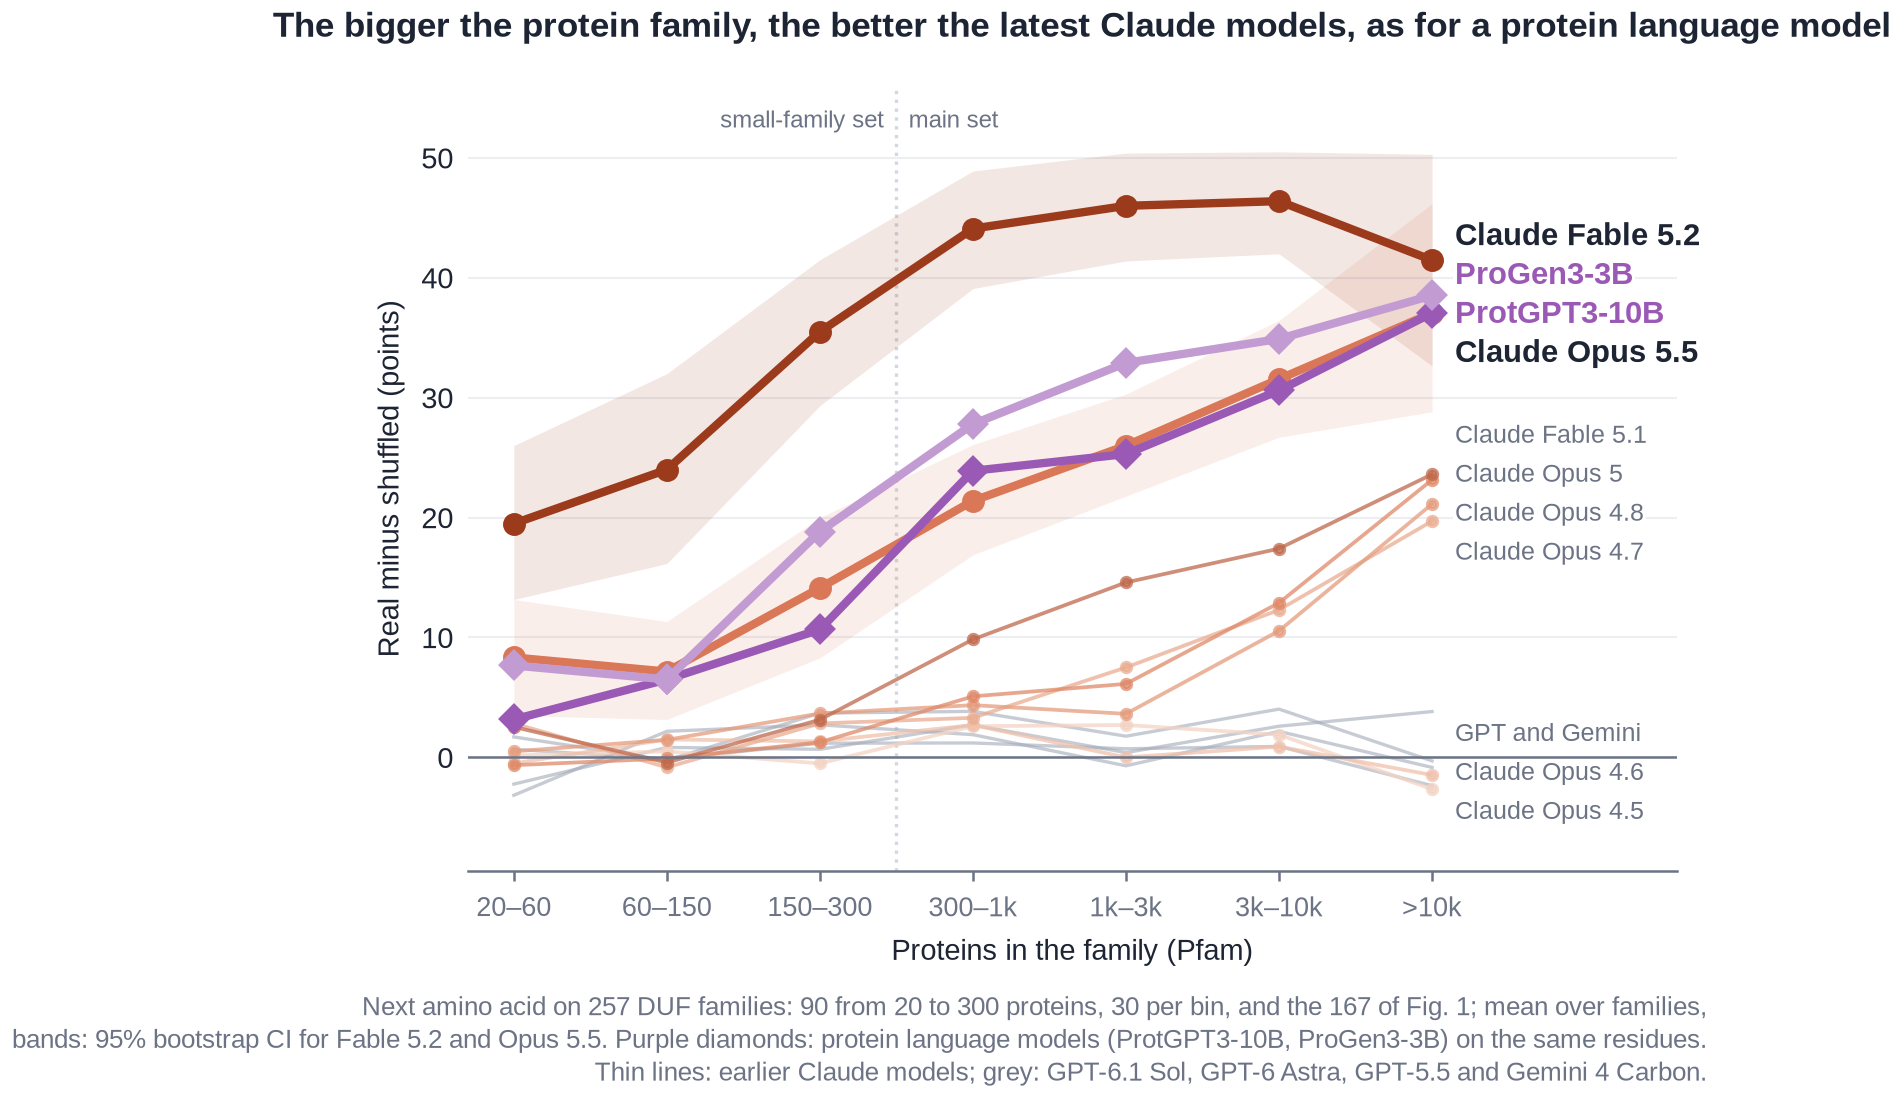 The bigger the protein family, the better the latest Claude models, as for a protein language model
small-family set
main set
50
40
30
20
10
0
Real minus shuffled (points)
Claude Fable 5.2
ProGen3-3B
ProtGPT3-10B
Claude Opus 5.5
Claude Fable 5.1
Claude Opus 5
Claude Opus 4.8
Claude Opus 4.7
GPT and Gemini
Claude Opus 4.6
Claude Opus 4.5
20–60
60–150
150–300
300–1k
1k–3k
3k–10k
>10k
Proteins in the family (Pfam)
Next amino acid on 257 DUF families: 90 from 20 to 300 proteins, 30 per bin, and the 167 of Fig. 1; mean over families,
bands: 95% bootstrap CI for Fable 5.2 and Opus 5.5. Purple diamonds: protein language models (ProtGPT3-10B, ProGen3-3B) on the same residues.
Thin lines: earlier Claude models; grey: GPT-6.1 Sol, GPT-6 Astra, GPT-5.5 and Gemini 4 Carbon.